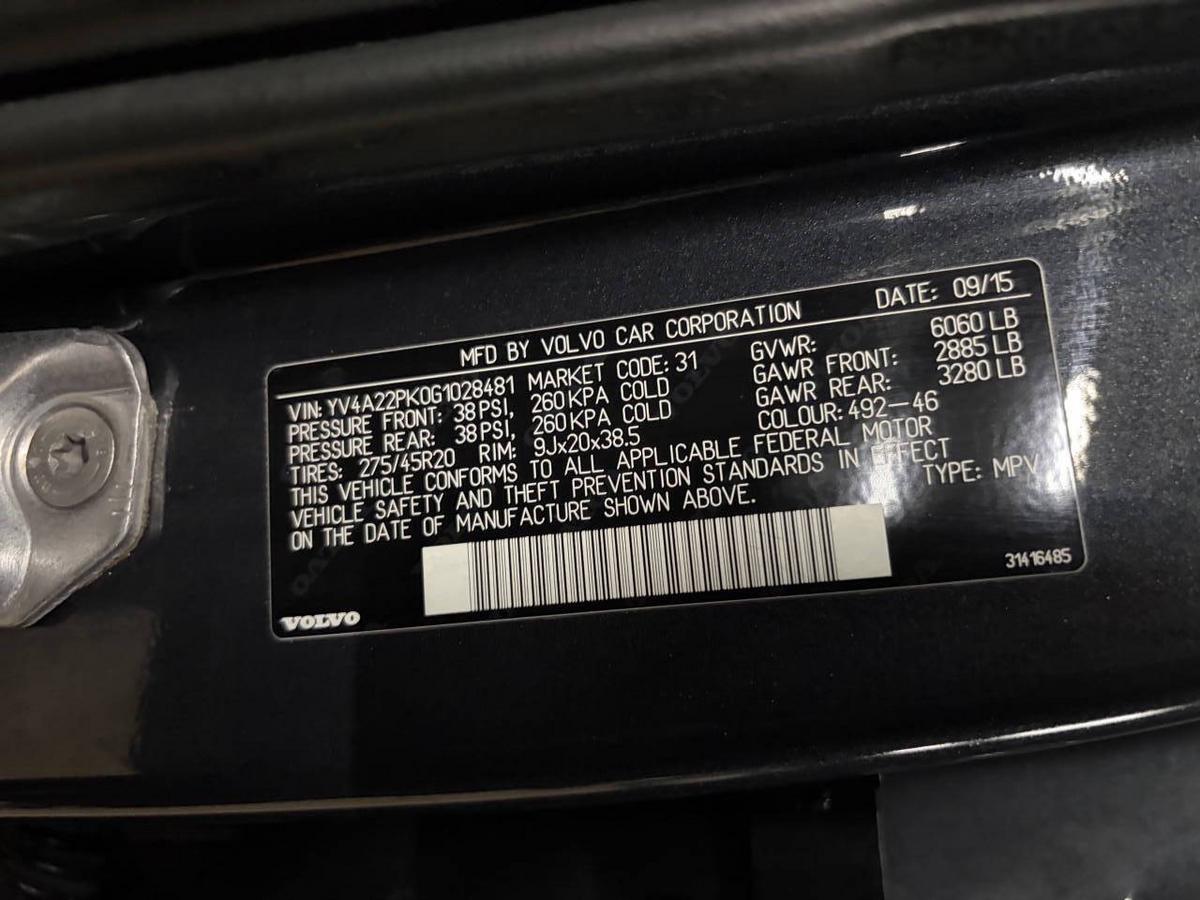 MFD BY VOLVO CAR CORPORATION DATE: 09/15
VIN: YV4A22PK0G1028481 MARKET CODE: 31 GVWR: 6060 LB
PRESSURE FRONT: 38 PSI, 260 KPA COLD GAWR FRONT: 2885 LB
PRESSURE REAR: 38 PSI, 260 KPA COLD GAWR REAR: 3280 LB
TIRES: 275/45R20 RIM: 9Jx20x38.5 COLOUR: 492-46
THIS VEHICLE CONFORMS TO ALL APPLICABLE FEDERAL MOTOR
VEHICLE SAFETY AND THEFT PREVENTION STANDARDS IN EFFECT
ON THE DATE OF MANUFACTURE SHOWN ABOVE. TYPE: MPV
31416485
VOLVO